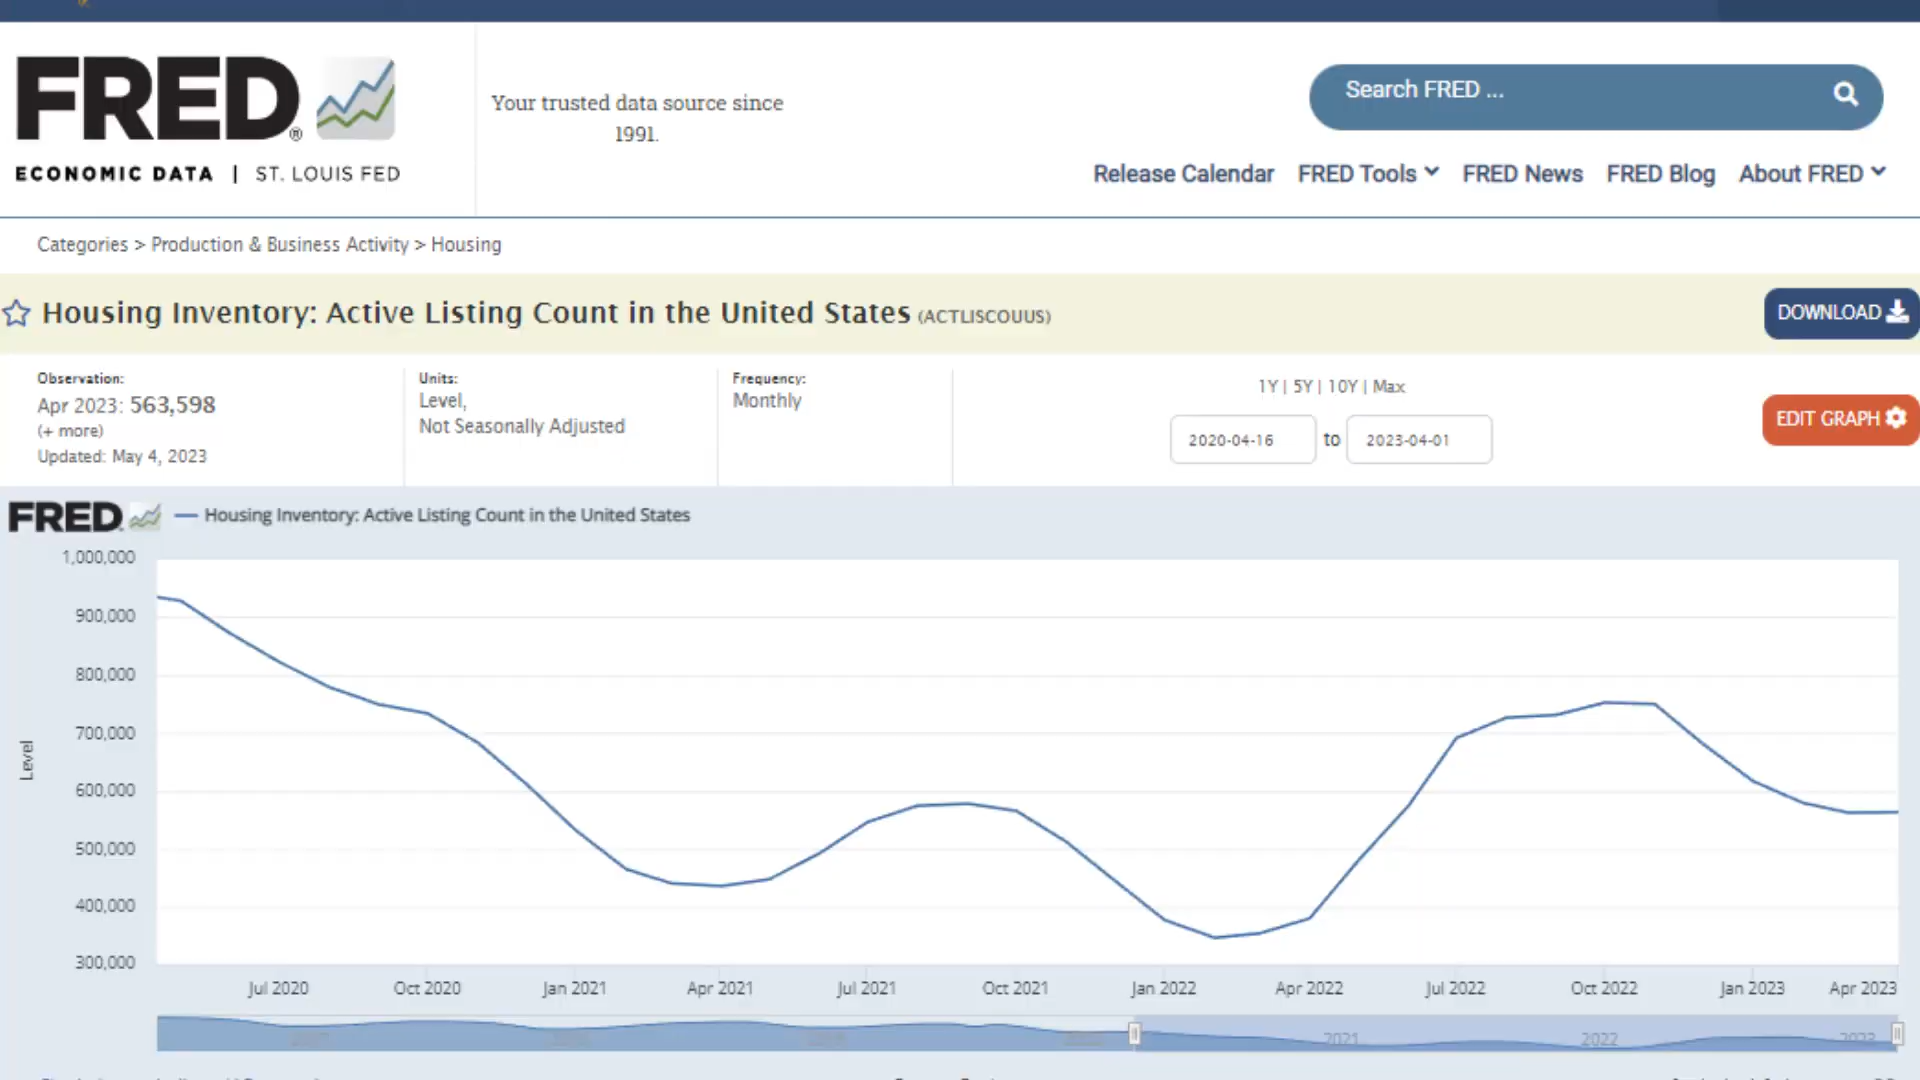 FRED®
ECONOMIC DATA | ST. LOUIS FED
Your trusted data source since
1991.
Search FRED ...
Release Calendar FRED Tools FRED News FRED Blog About FRED
Categories > Production & Business Activity > Housing
Housing Inventory: Active Listing Count in the United States (ACTLISCOUUS)
DOWNLOAD
Observation:
Apr 2023: 563,598
(+ more)
Updated: May 4, 2023
Units:
Level,
Not Seasonally Adjusted
Frequency:
Monthly
1Y | 5Y | 10Y | Max
2020-04-16 to 2023-04-01
EDIT GRAPH
FRED Housing Inventory: Active Listing Count in the United States
1,000,000
900,000
800,000
700,000
600,000
500,000
400,000
300,000
Level
Jul 2020 Oct 2020 Jan 2021 Apr 2021 Jul 2021 Oct 2021 Jan 2022 Apr 2022 Jul 2022 Oct 2022 Jan 2023 Apr 2023
2021 2022 2023